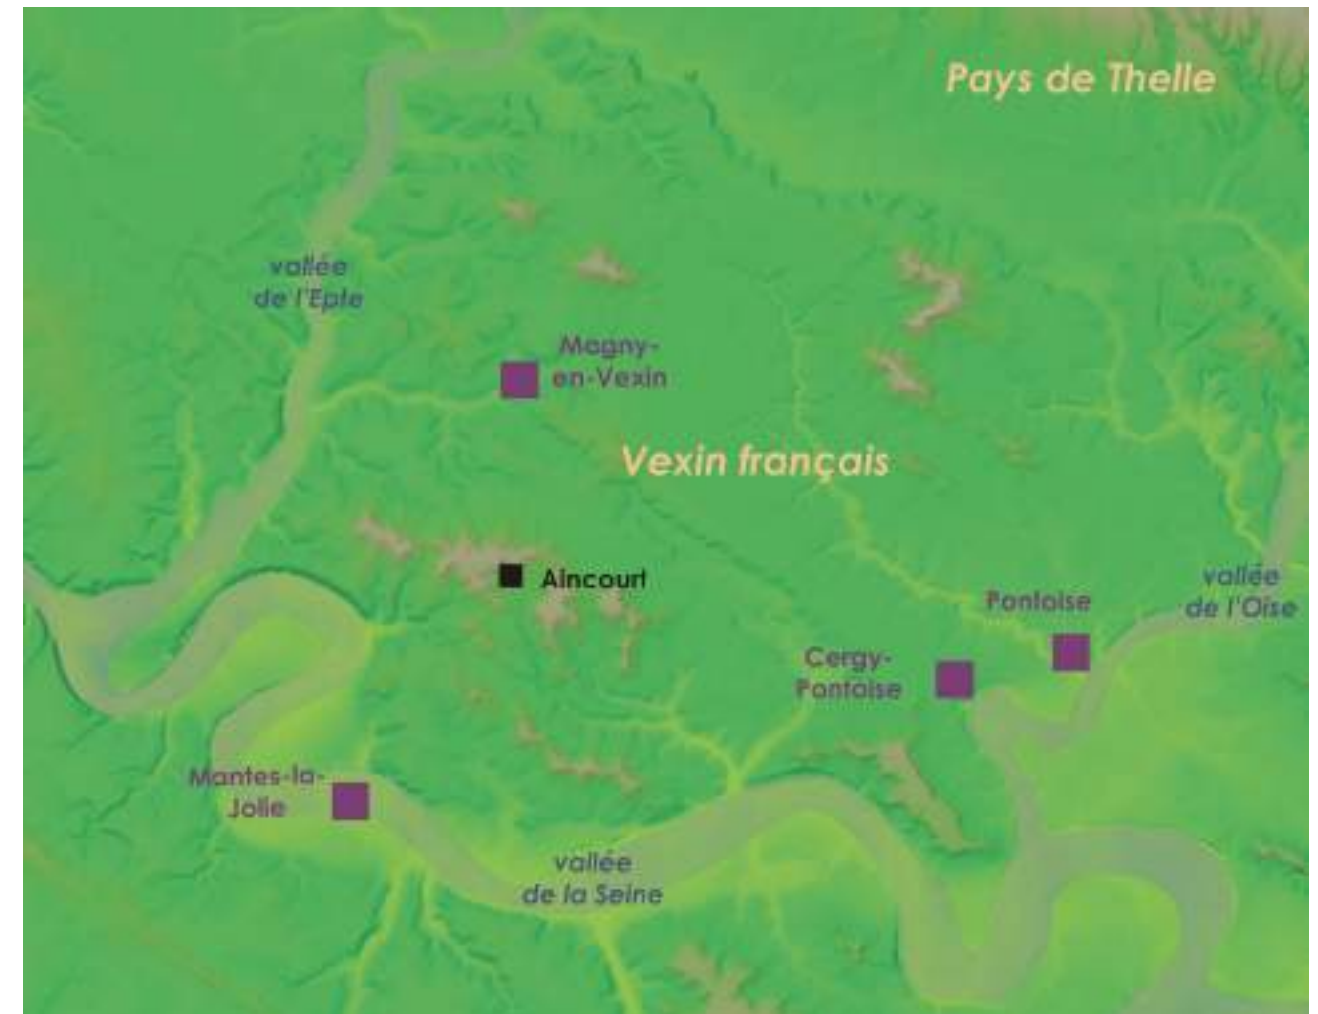 Pays de Thelle
vallée
de l'Epte
Magny-
en-Vexin
Vexin français
Aincourt
vallée
de l'Oise
Pontoise
Cergy-
Pontoise
Mantes-la-
Jolie
vallée
de la Seine